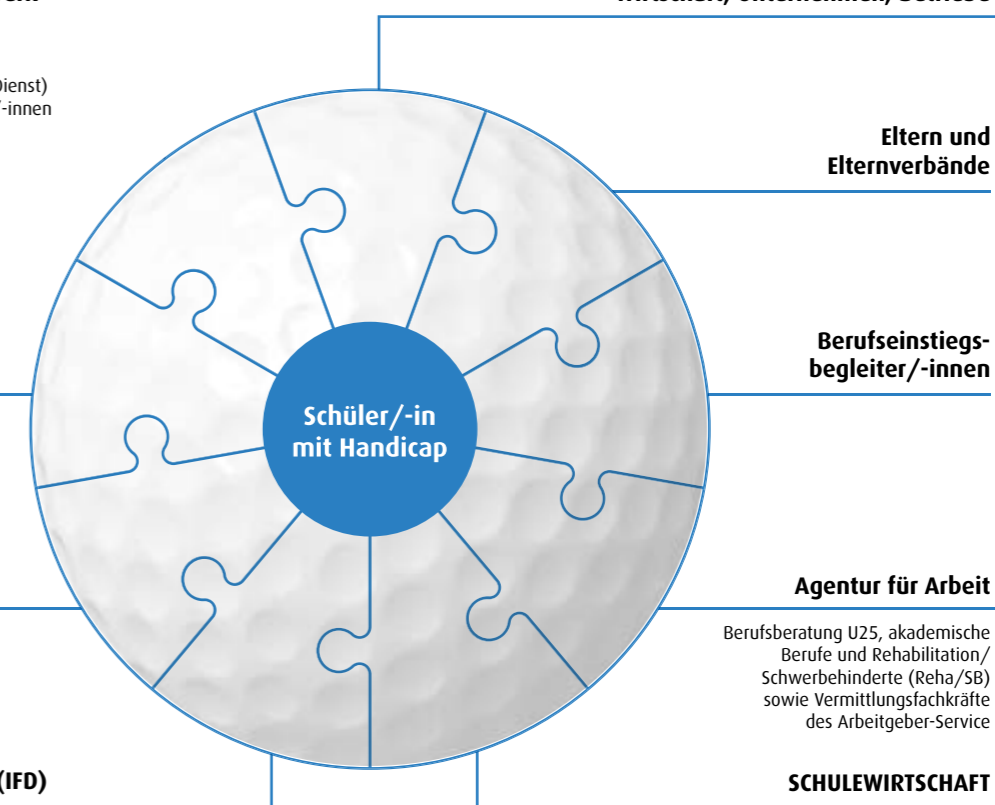 Dienst)
/-innen
Eltern und
Elternverbände
Berufseinstiegs-
begleiter/-innen
Schüler/-in
mit Handicap
Agentur für Arbeit
Berufsberatung U25, akademische
Berufe und Rehabilitation/
Schwerbehinderte (Reha/SB)
sowie Vermittlungsfachkräfte
des Arbeitgeber-Service
(IFD)
SCHULEWIRTSCHAFT